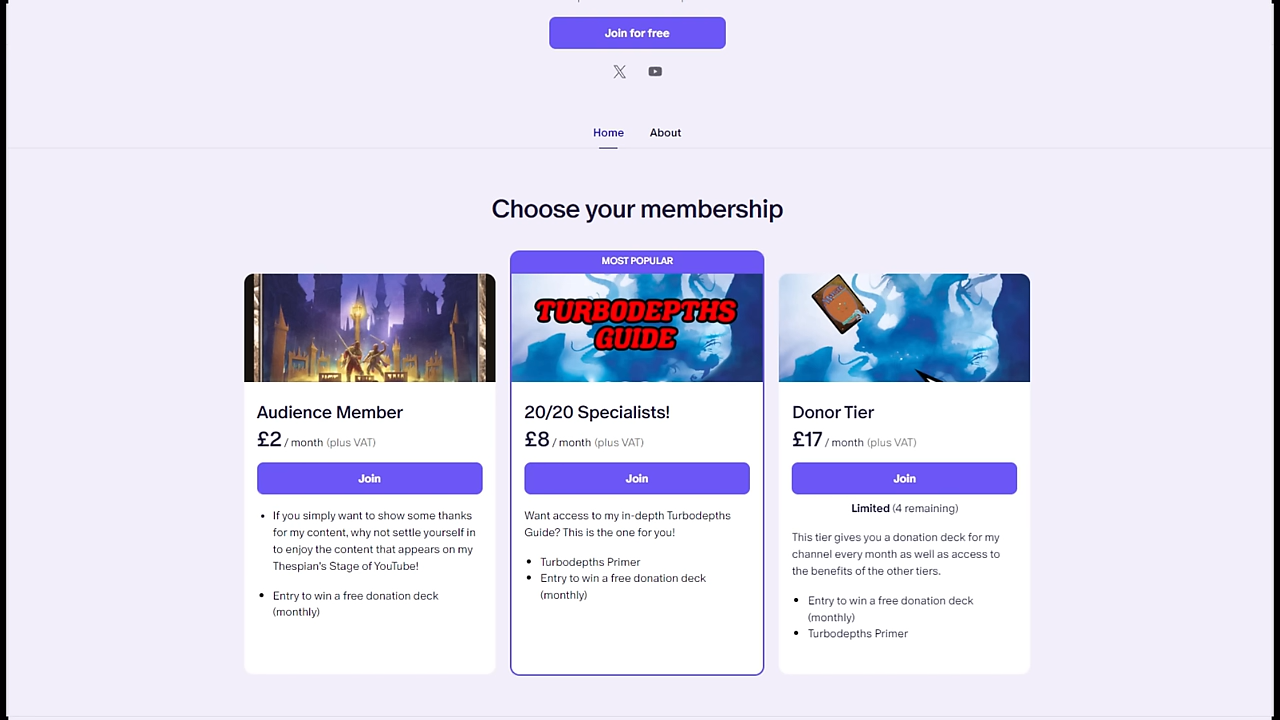 Join for free
Home About
Choose your membership
MOST POPULAR
TURBODEPTHS
GUIDE
Audience Member
£2 / month (plus VAT)
Join
If you simply want to show some thanks
for my content, why not settle yourself in
to enjoy the content that appears on my
Thespian's Stage of YouTube!
Entry to win a free donation deck
(monthly)
20/20 Specialists!
£8 / month (plus VAT)
Join
Want access to my in-depth Turbodepths
Guide? This is the one for you!
Turbodepths Primer
Entry to win a free donation deck
(monthly)
Donor Tier
£17 / month (plus VAT)
Join
Limited (4 remaining)
This tier gives you a donation deck for my
channel every month as well as access to
the benefits of the other tiers.
Entry to win a free donation deck
(monthly)
Turbodepths Primer